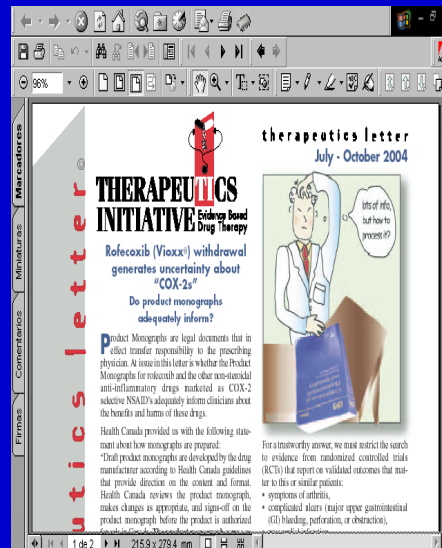 96%
Marcadores
Miniaturas
Comentarios
Firmas
utics letter
©
THERAPEUTICS
INITIATIVE Evidence Based
Drug Therapy
therapeutics letter
July - October 2004
Rofecoxib (Vioxx®) withdrawal
generates uncertainty about
"COX-2s"
Do product monographs
adequately inform?
Product Monographs are legal documents that in
effect transfer responsibility to the prescribing
physician. At issue in this letter is whether the Product
Monographs for rofecoxib and the other non-steroidal
anti-inflammatory drugs marketed as COX-2
selective NSAID's adequately inform clinicians about
the benefits and harms of these drugs.
Health Canada provided us with the following state-
ment about how monographs are prepared:
"Draft product monographs are developed by the drug
manufacturer according to Health Canada guidelines
that provide direction on the content and format.
Health Canada reviews the product monograph,
makes changes as appropriate, and signs-off on the
product monograph before the product is authorized
lots of info,
but how to
process it?
For a trustworthy answer, we must restrict the search
to evidence from randomized controlled trials
(RCTs) that report on validated outcomes that mat-
ter to this or similar patients:
• symptoms of arthritis,
• complicated ulcers (major upper gastrointestinal
(GI) bleeding, perforation, or obstruction),
1 de 2
215,9 x 279,4 mm